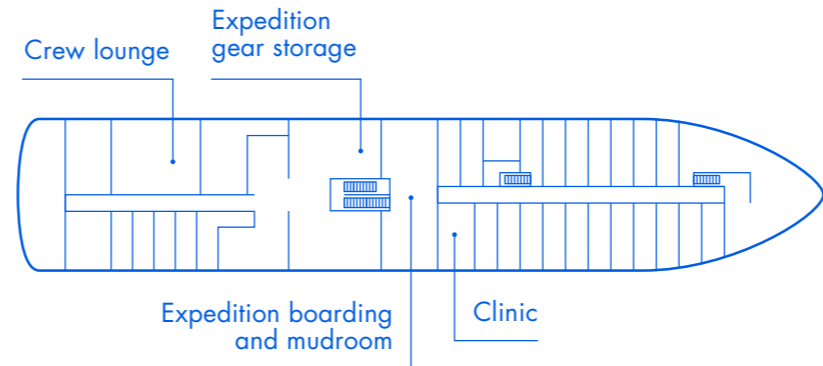 Expedition
gear storage
Crew lounge
Expedition boarding
and mudroom
Clinic